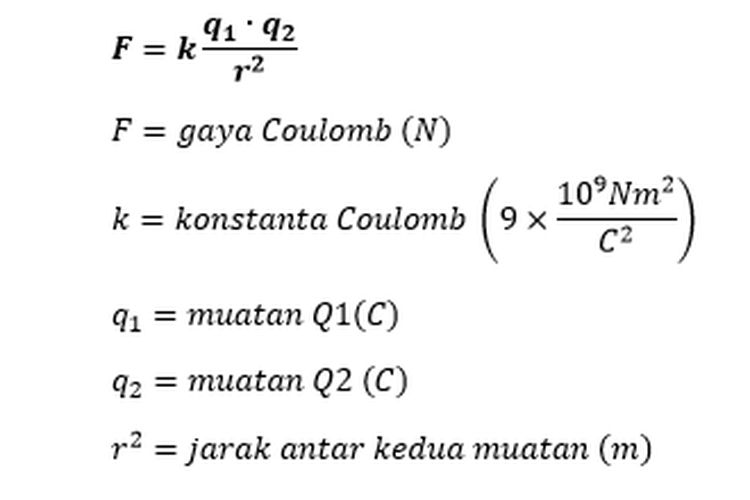 F = k q₁ · q₂ / r²
F = gaya Coulomb (N)
k = konstanta Coulomb (9 × 10⁹Nm² / C²)
q₁ = muatan Q1(C)
q₂ = muatan Q2 (C)
r² = jarak antar kedua muatan (m)